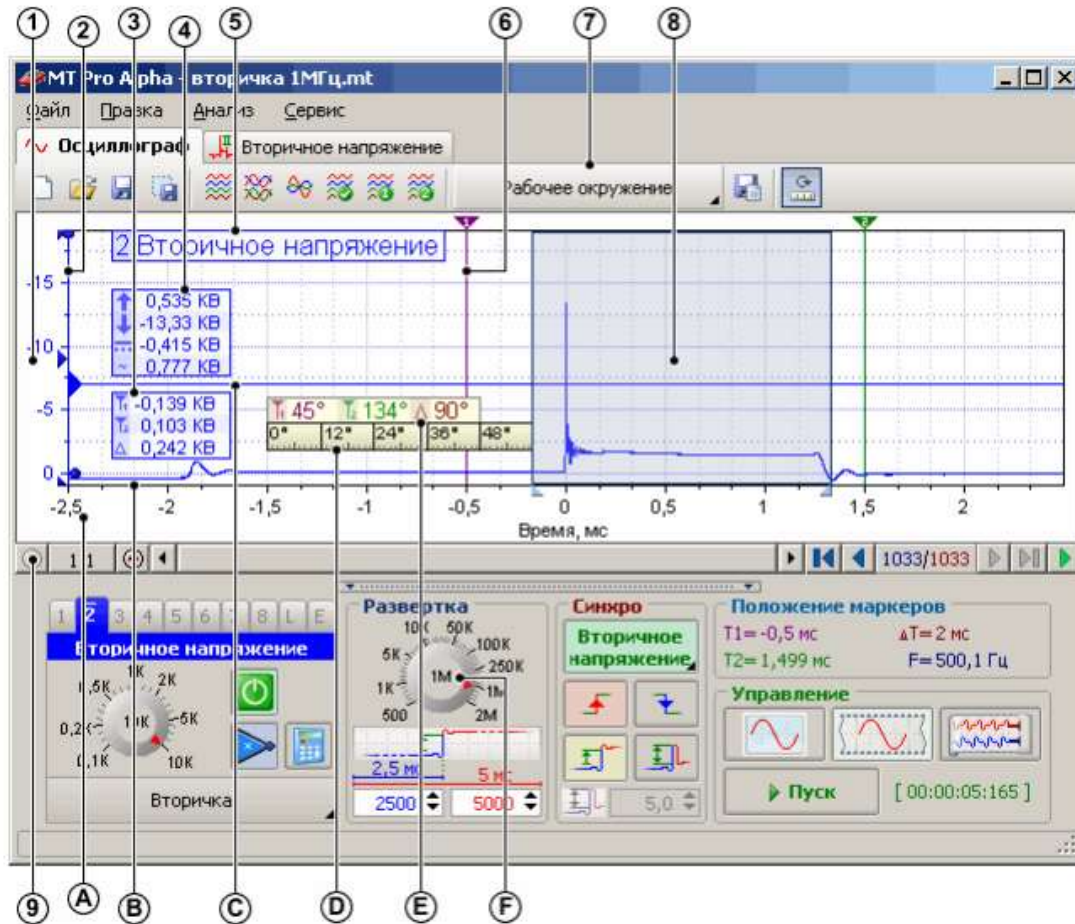 1 2 3 4 5 6 7 8
MT Pro Alpha - вторичка 1МГц.mt
Файл Правка Анализ Сервис
Осциллограф Вторичное напряжение
Рабочее окружение
1 2
2 Вторичное напряжение
-15
0,535 КВ
-13,33 КВ
-10
-0,415 КВ
~ 0,777 КВ
-5
T₁ -0,139 КВ
T₁ 45° T₂ 134° Δ 90°
T₂ 0,103 КВ
0° 12° 24° 36° 48°
Δ 0,242 КВ
0
-2,5 -2 -1,5 -1 -0,5 0 0,5 1 1,5 2
Время, мс
1:1 1033/1033
1 2 3 4 5 6 7 8 L E
Вторичное напряжение
0,1K 0,2K 0,5K 1K 2K 5K 10K
10K
Вторичка
Развертка
500 1K 5K 10K 50K 100K 250K 1M 2M
1M
2,5 мс 5 мс
2500 5000
Синхро
Вторичное
напряжение
5,0
Положение маркеров
T1=-0,5 мс ΔT=2 мс
T2=1,499 мс F=500,1 Гц
Управление
Пуск [ 00:00:05:165 ]
9 A B C D E F